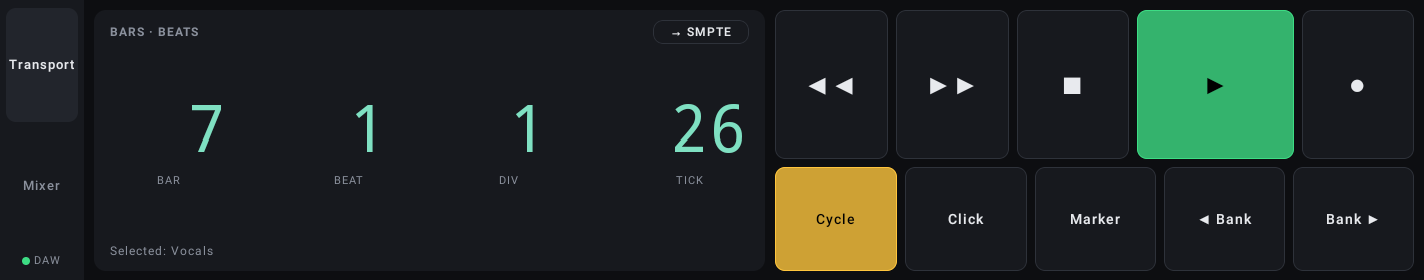 Transport
Mixer
DAW
BARS · BEATS
→ SMPTE
7 1 1 26
BAR BEAT DIV TICK
Selected: Vocals
◀◀ ▶▶ ■ ▶ ●
Cycle Click Marker ◀ Bank Bank ▶